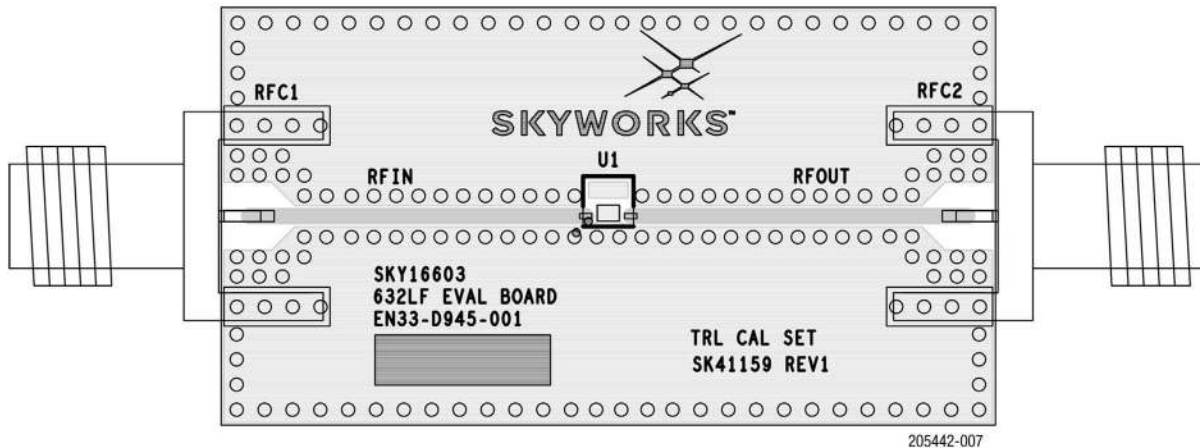 RFC1
RFC2
SKYWORKS™
U1
RFIN
RFOUT
SKY16603
632LF EVAL BOARD
EN33-D945-001
TRL CAL SET
SK41159 REV1
205442-007